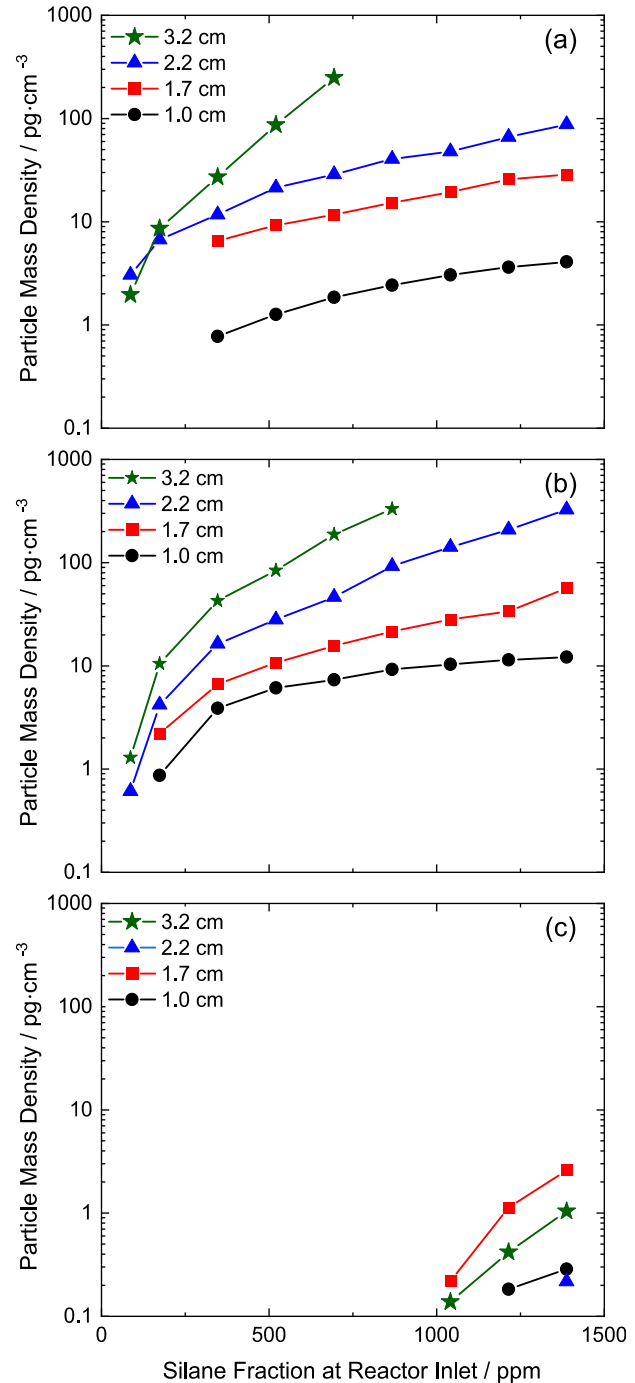 1000
(a)
3.2 cm
2.2 cm
100
1.7 cm
1.0 cm
10
1
0.1
Particle Mass Density / pg·cm⁻³
1000
(b)
3.2 cm
2.2 cm
100
1.7 cm
1.0 cm
10
1
0.1
Particle Mass Density / pg·cm⁻³
1000
(c)
3.2 cm
2.2 cm
100
1.7 cm
1.0 cm
10
1
0.1
Particle Mass Density / pg·cm⁻³
0 500 1000 1500
Silane Fraction at Reactor Inlet / ppm